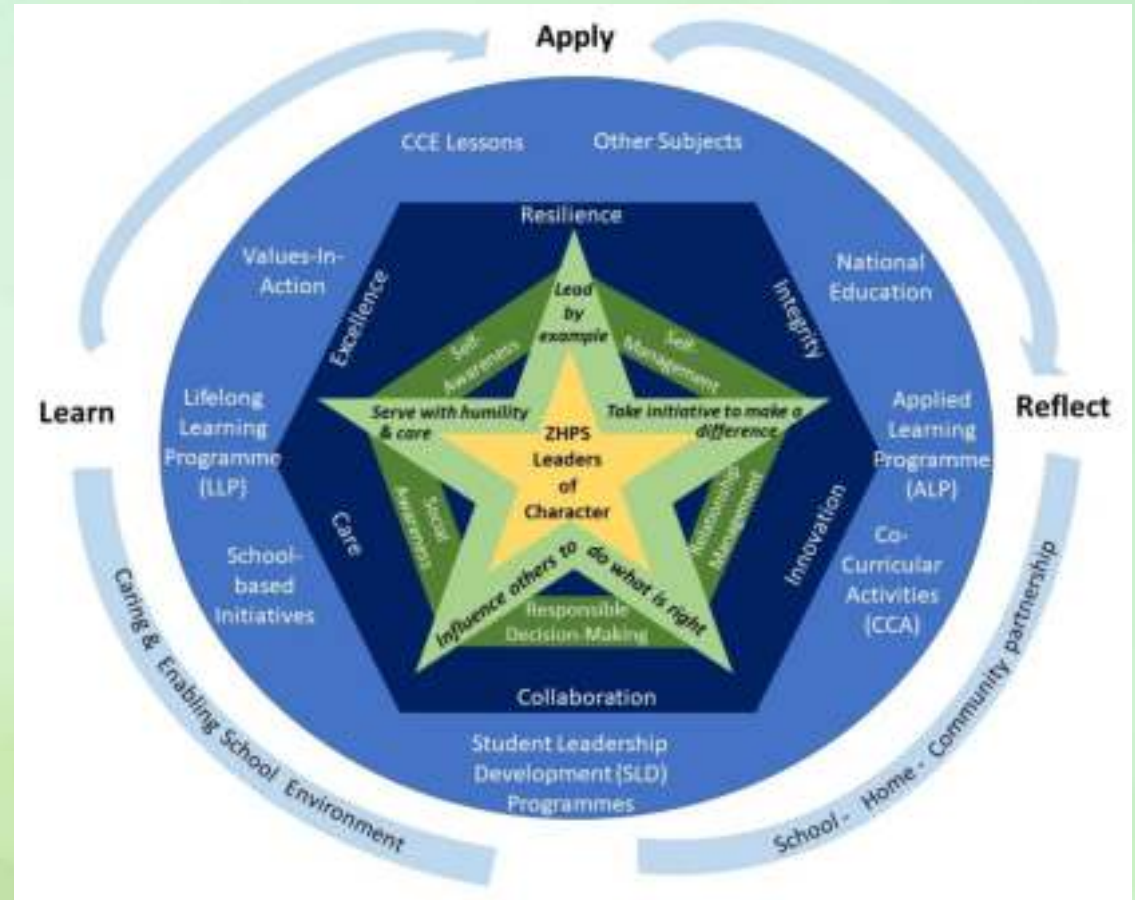 Apply
CCE Lessons
Other Subjects
Values-In-
Action
National
Education
Learn
Lifelong
Learning
Programme
(LLP)
Applied
Learning
Programme
(ALP)
Reflect
School-
based
Initiatives
Co-
Curricular
Activities
(CCA)
Student Leadership
Development (SLD)
Programmes
Resilience
Excellence
Integrity
Care
Innovation
Collaboration
Self-
Awareness
Self-
Management
Social
Awareness
Relationship
Management
Responsible
Decision-Making
Lead
by
example
Serve with humility
& care
Take initiative to make a
difference
Influence others to do what is right
ZHPS
Leaders
of
Character
Caring & Enabling School Environment
School - Home - Community partnership